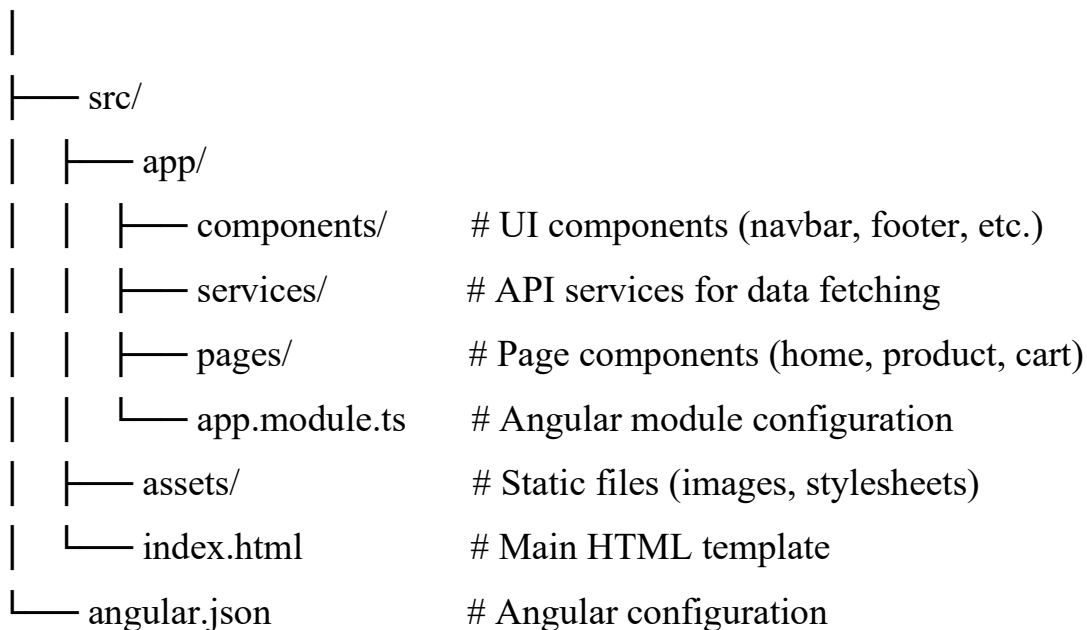 │
├── src/
│ ├── app/
│ │ ├── components/ # UI components (navbar, footer, etc.)
│ │ ├── services/ # API services for data fetching
│ │ ├── pages/ # Page components (home, product, cart)
│ │ └── app.module.ts # Angular module configuration
│ ├── assets/ # Static files (images, stylesheets)
│ └── index.html # Main HTML template
└── angular.json # Angular configuration